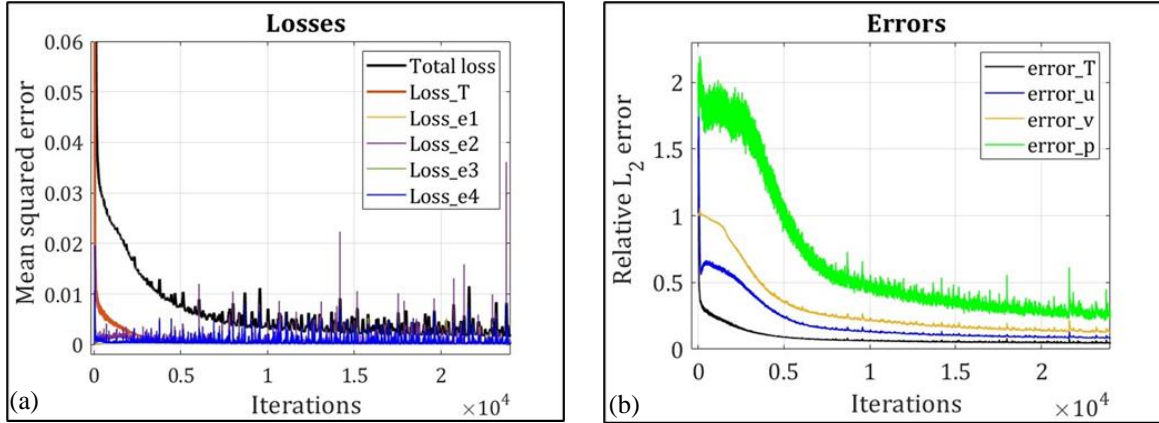 Losses
0.06
0.05
0.04
0.03
0.02
0.01
0
Mean squared error
Total loss
Loss_T
Loss_e1
Loss_e2
Loss_e3
Loss_e4
0 0.5 1 1.5 2
Iterations
×10⁴
(a)
Errors
2
1.5
1
0.5
0
Relative L₂ error
error_T
error_u
error_v
error_p
0 0.5 1 1.5 2
Iterations
×10⁴
(b)